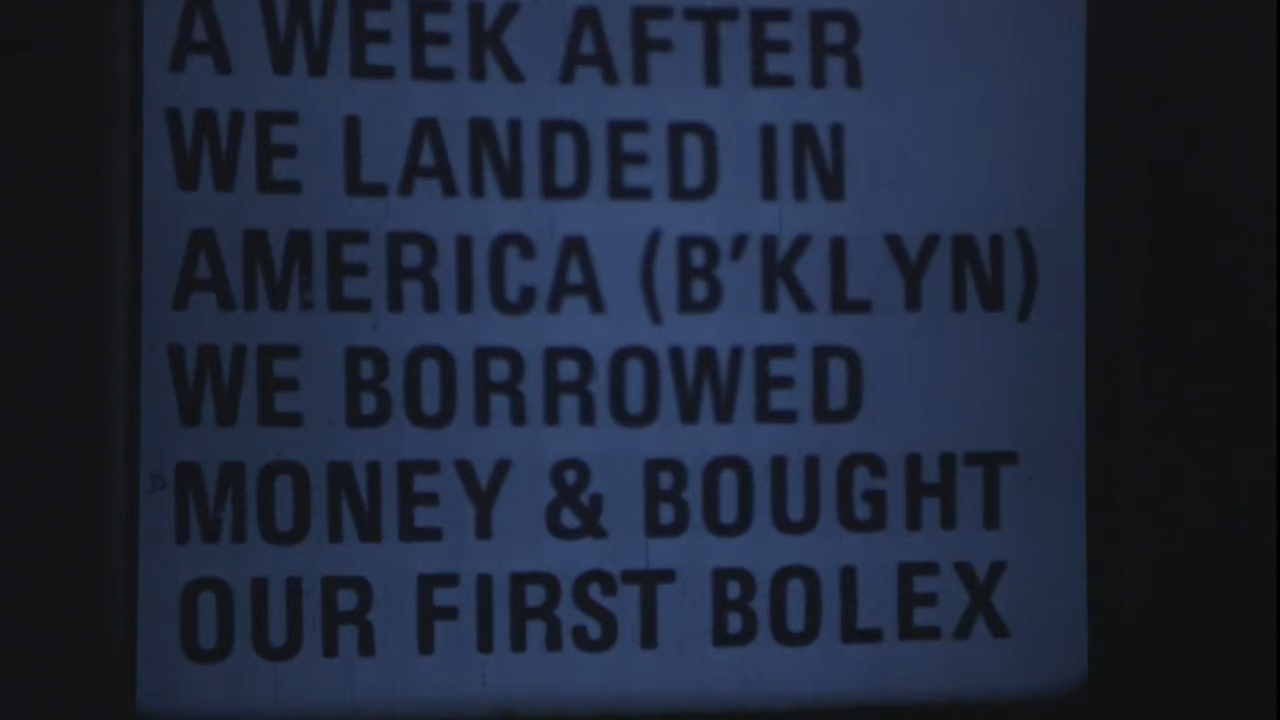 A WEEK AFTER
WE LANDED IN
AMERICA (B'KLYN)
WE BORROWED
MONEY & BOUGHT
OUR FIRST BOLEX